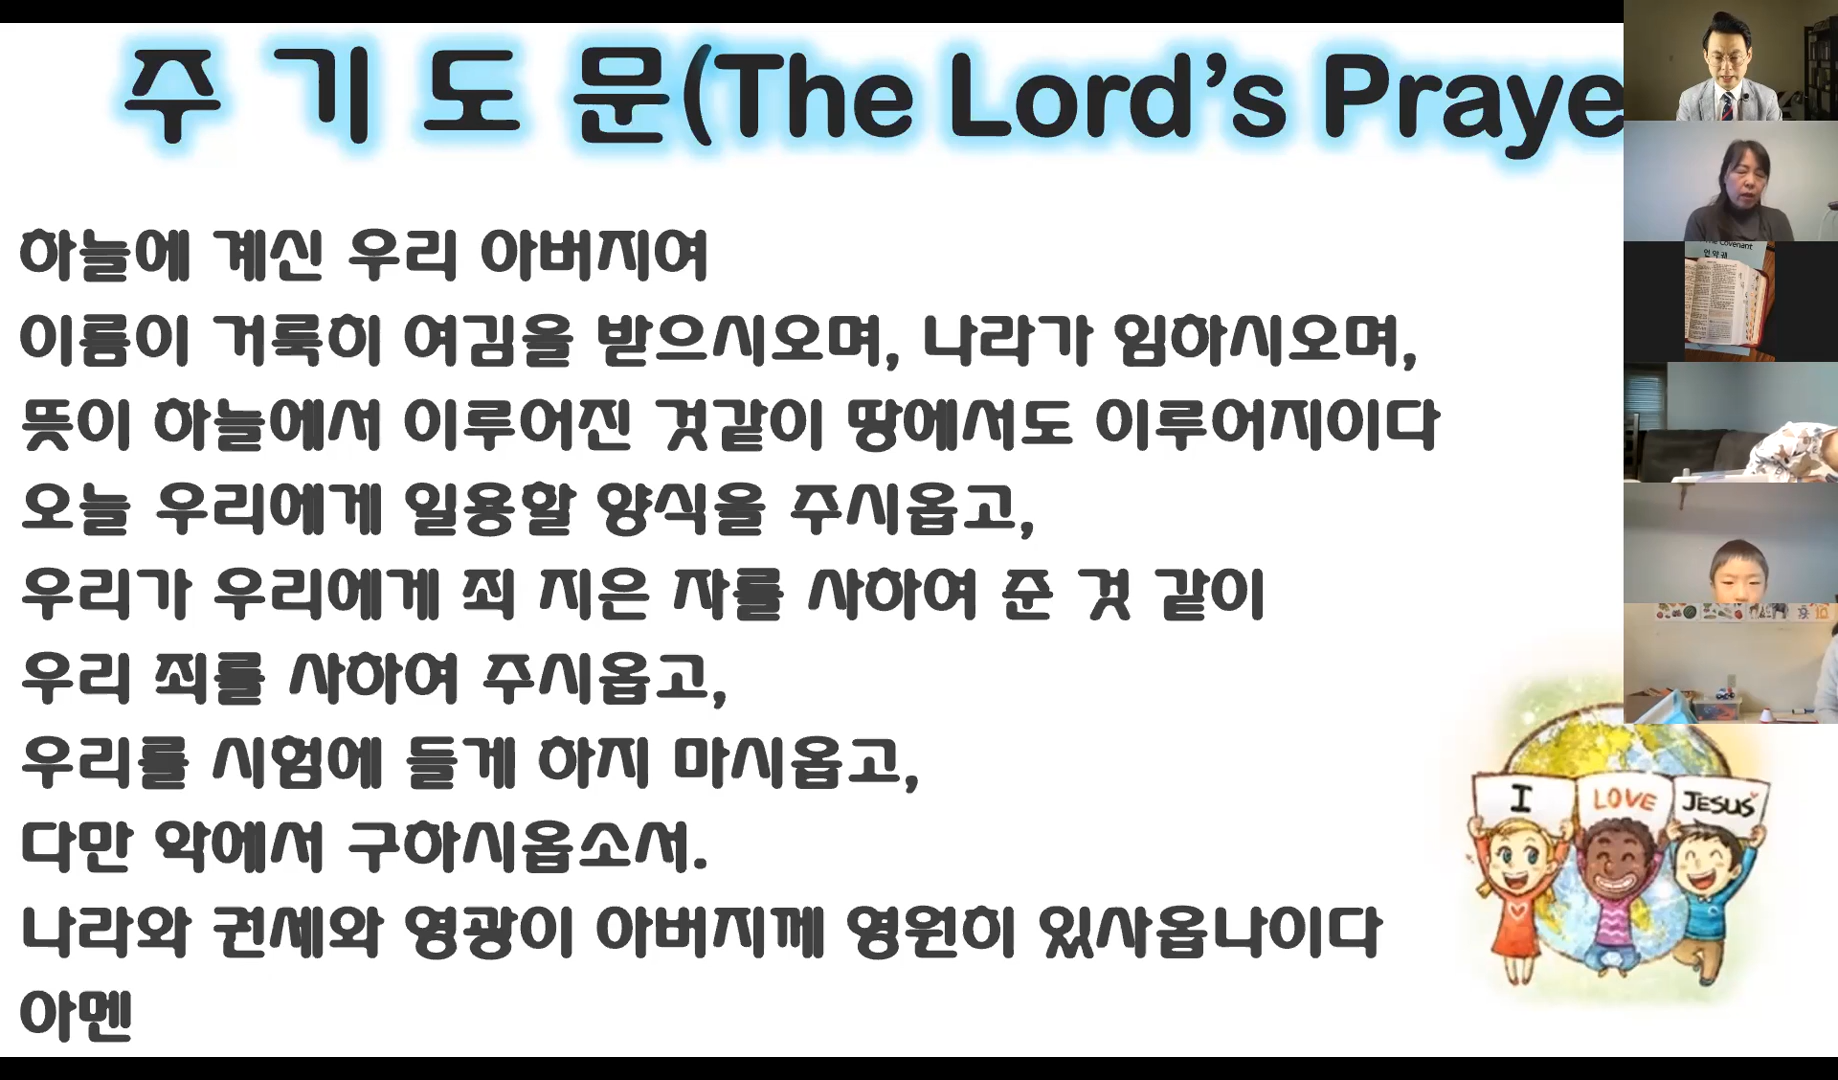 주 기 도 문(The Lord’s Praye
하늘에 계신 우리 아버지여
이름이 거룩히 여김을 받으시오며, 나라가 임하시오며,
뜻이 하늘에서 이루어진 것같이 땅에서도 이루어지이다
오늘 우리에게 일용할 양식을 주시옵고,
우리가 우리에게 죄 지은 자를 사하여 준 것 같이
우리 죄를 사하여 주시옵고,
우리를 시험에 들게 하지 마시옵고,
다만 악에서 구하시옵소서.
나라와 권세와 영광이 아버지께 영원히 있사옵나이다
아멘
Covenant
언약궤
I LOVE JESUS